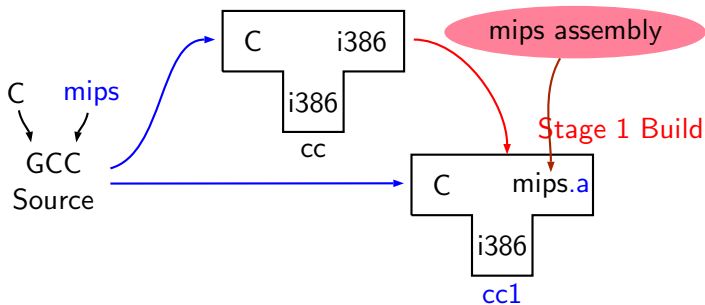 C i386
i386
cc
mips assembly
C mips
GCC
Source
Stage 1 Build
C mips.a
i386
cc1